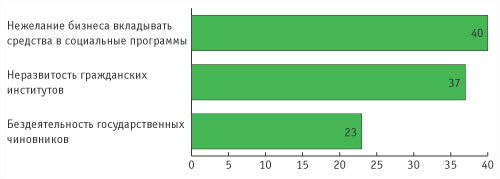 Нежелание бизнеса вкладывать
средства в социальные программы
40
Неразвитость гражданских
институтов
37
Бездеятельность государственных
чиновников
23
0 5 10 15 20 25 30 35 40